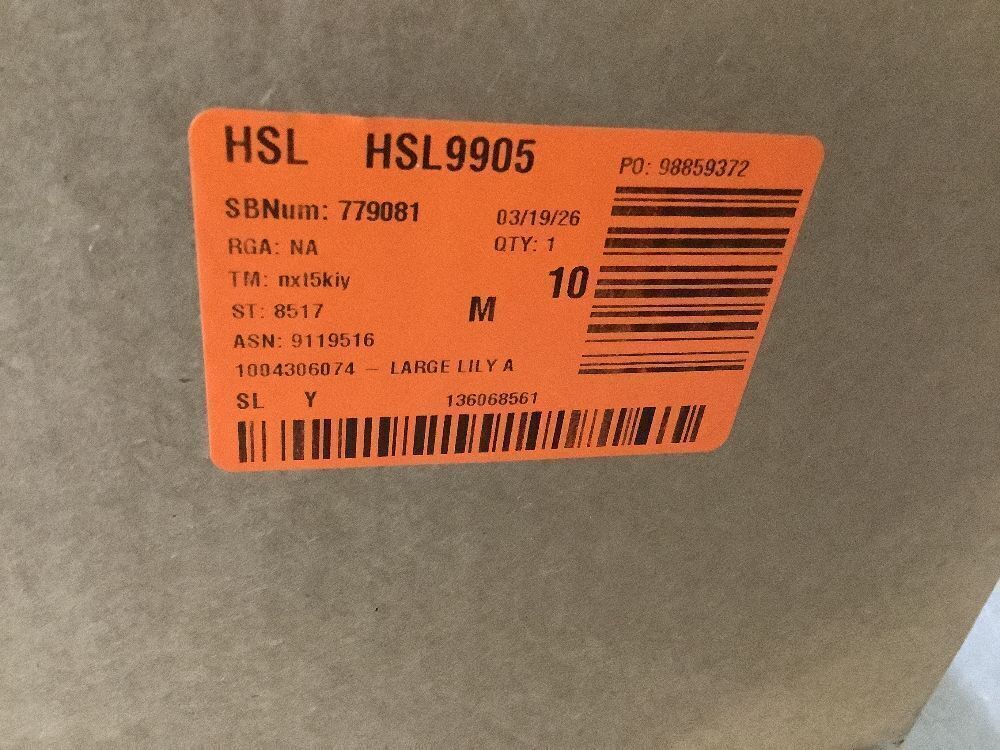 HSL HSL9905
PO: 98859372
SBNum: 779081 03/19/26
RGA: NA QTY: 1
TM: nxt5kiy 10
ST: 8517 M
ASN: 9119516
1004306074 – LARGE LILY A
SL Y 136068561